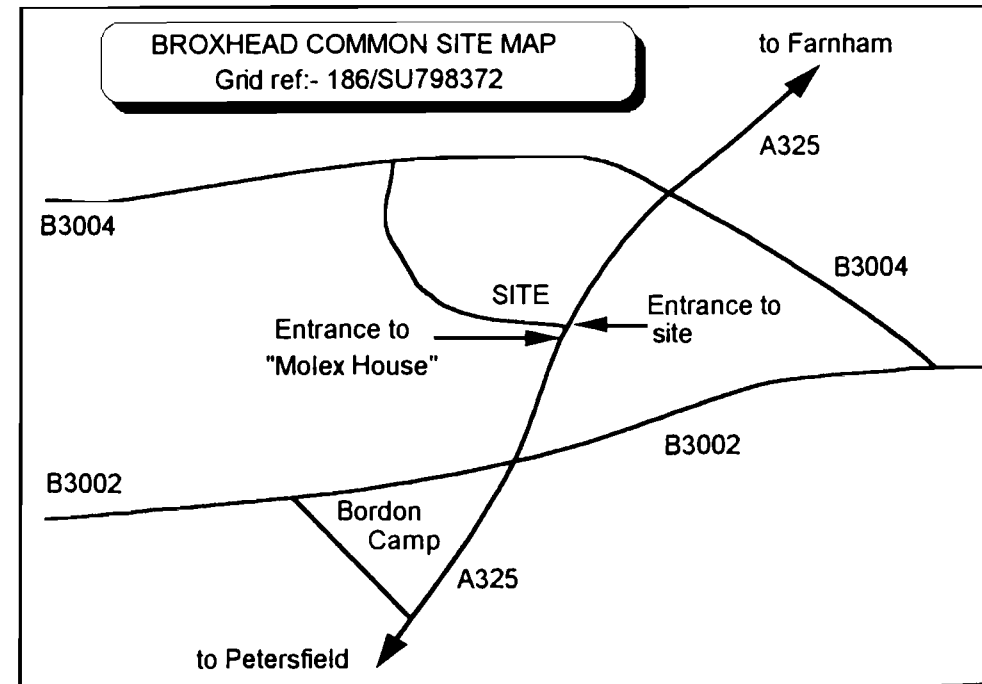 BROXHEAD COMMON SITE MAP
Grid ref:- 186/SU798372
to Farnham
A325
B3004
B3004
SITE
Entrance to
site
Entrance to
"Molex House"
B3002
B3002
Bordon
Camp
A325
to Petersfield